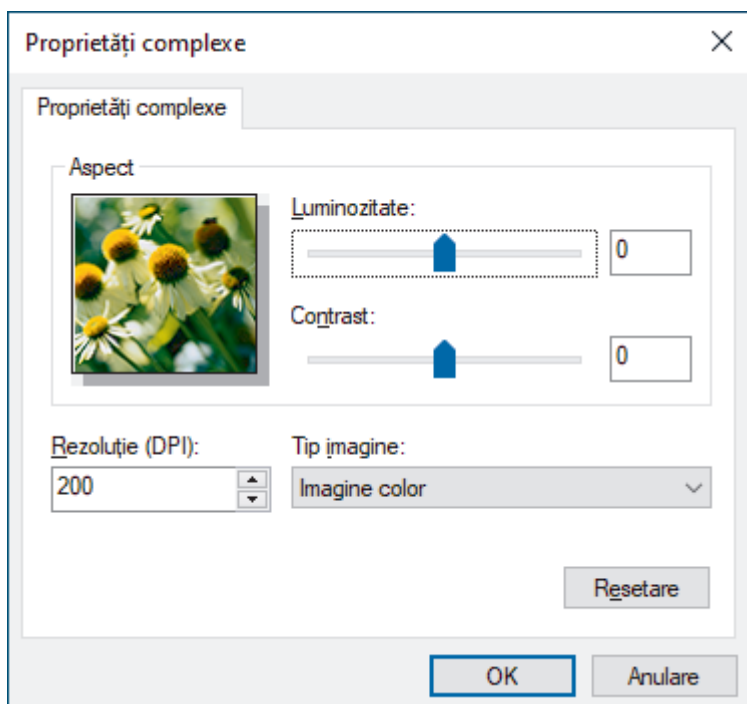 Proprietăți complexe
Proprietăți complexe
Aspect
Luminozitate:
0
Contrast:
0
Rezoluție (DPI):
200
Tip imagine:
Imagine color
Resetare
OK
Anulare